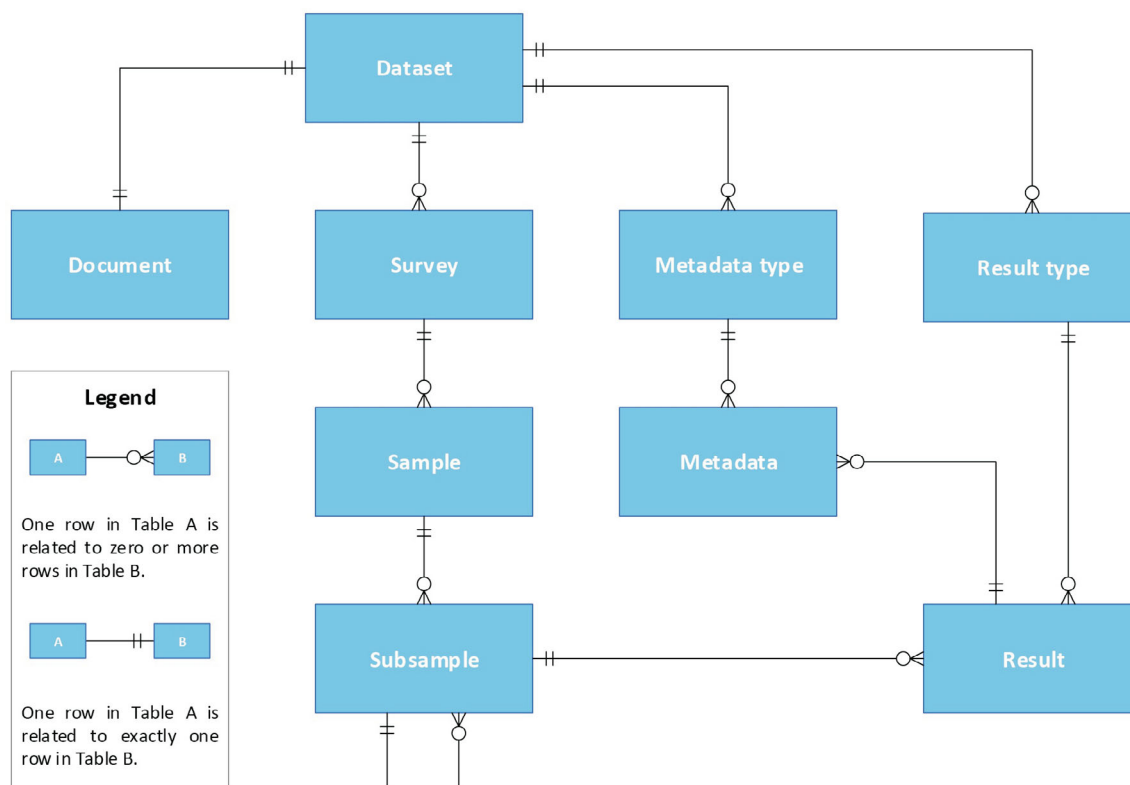 Dataset
Document
Survey
Metadata type
Result type
Legend
A
B
One row in Table A is
related to zero or more
rows in Table B.
A
B
One row in Table A is
related to exactly one
row in Table B.
Sample
Metadata
Subsample
Result